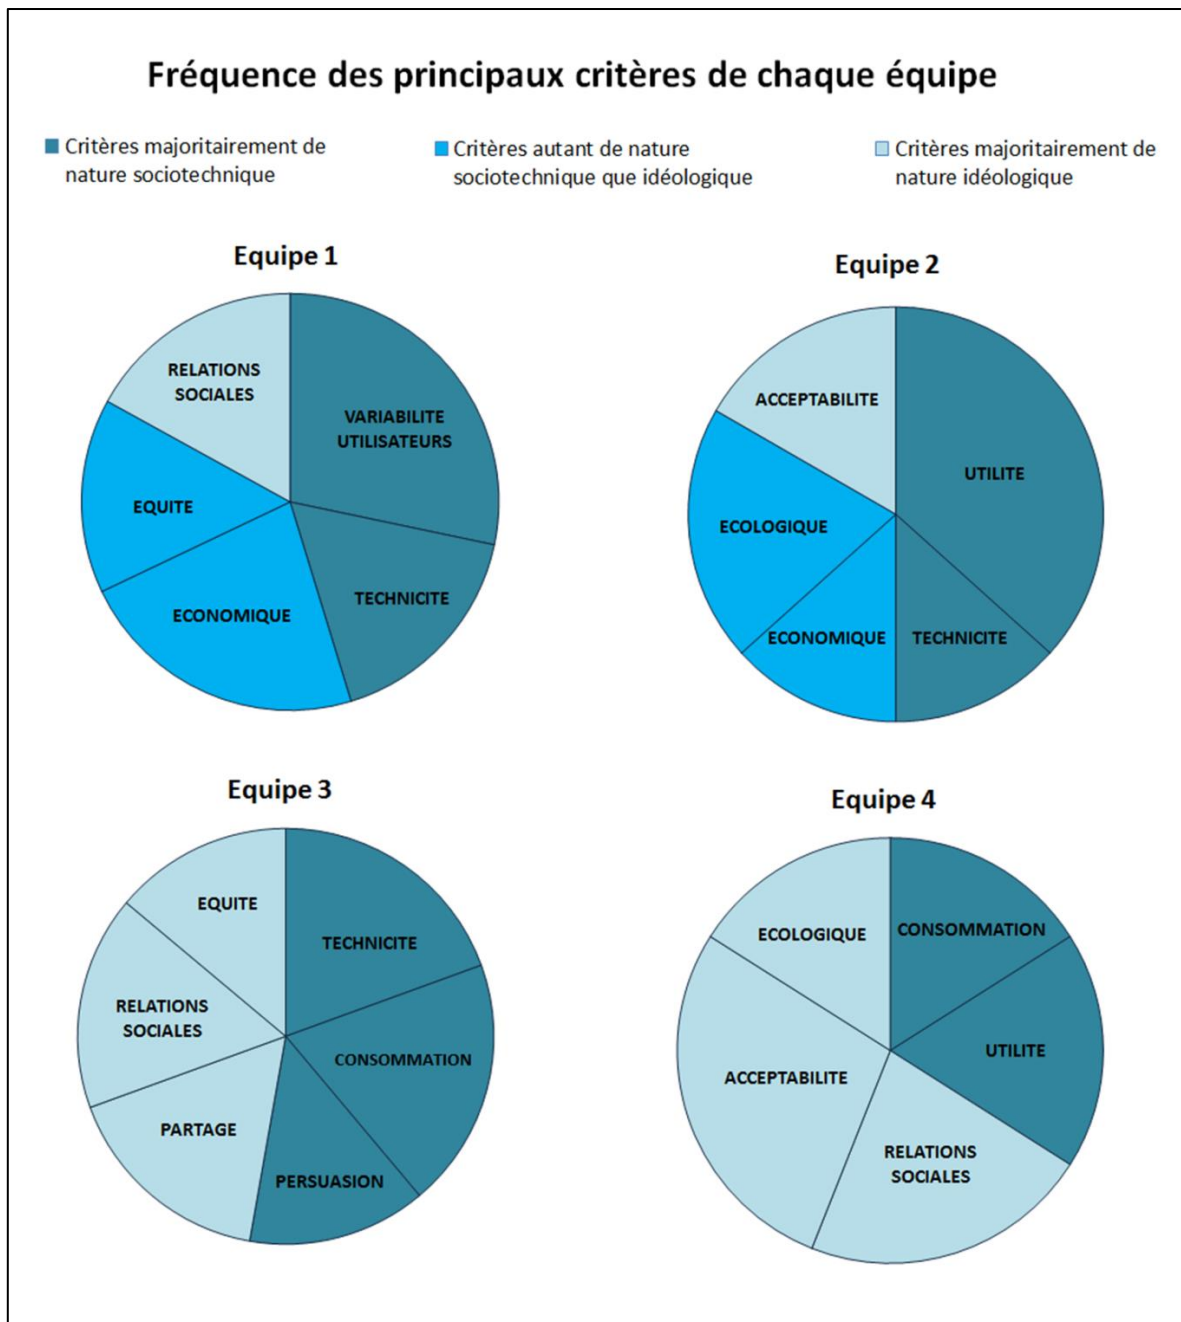 Fréquence des principaux critères de chaque équipe
Critères majoritairement de
nature sociotechnique
Critères autant de nature
sociotechnique que idéologique
Critères majoritairement de
nature idéologique
Equipe 1
RELATIONS
SOCIALES
VARIABILITE
UTILISATEURS
EQUITE
TECHNICITE
ECONOMIQUE
Equipe 2
ACCEPTABILITE
UTILITE
ECOLOGIQUE
ECONOMIQUE
TECHNICITE
Equipe 3
EQUITE
TECHNICITE
RELATIONS
SOCIALES
CONSOMMATION
PARTAGE
PERSUASION
Equipe 4
ECOLOGIQUE
CONSOMMATION
UTILITE
ACCEPTABILITE
RELATIONS
SOCIALES